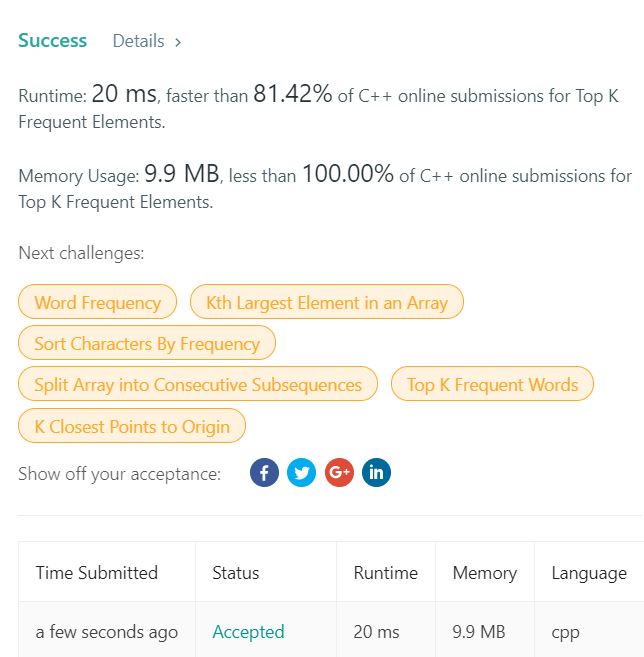 Success Details >
Runtime: 20 ms, faster than 81.42% of C++ online submissions for Top K
Frequent Elements.
Memory Usage: 9.9 MB, less than 100.00% of C++ online submissions for
Top K Frequent Elements.
Next challenges:
Word Frequency Kth Largest Element in an Array
Sort Characters By Frequency
Split Array into Consecutive Subsequences Top K Frequent Words
K Closest Points to Origin
Show off your acceptance: f G+ in
Time Submitted Status Runtime Memory Language
a few seconds ago Accepted 20 ms 9.9 MB cpp